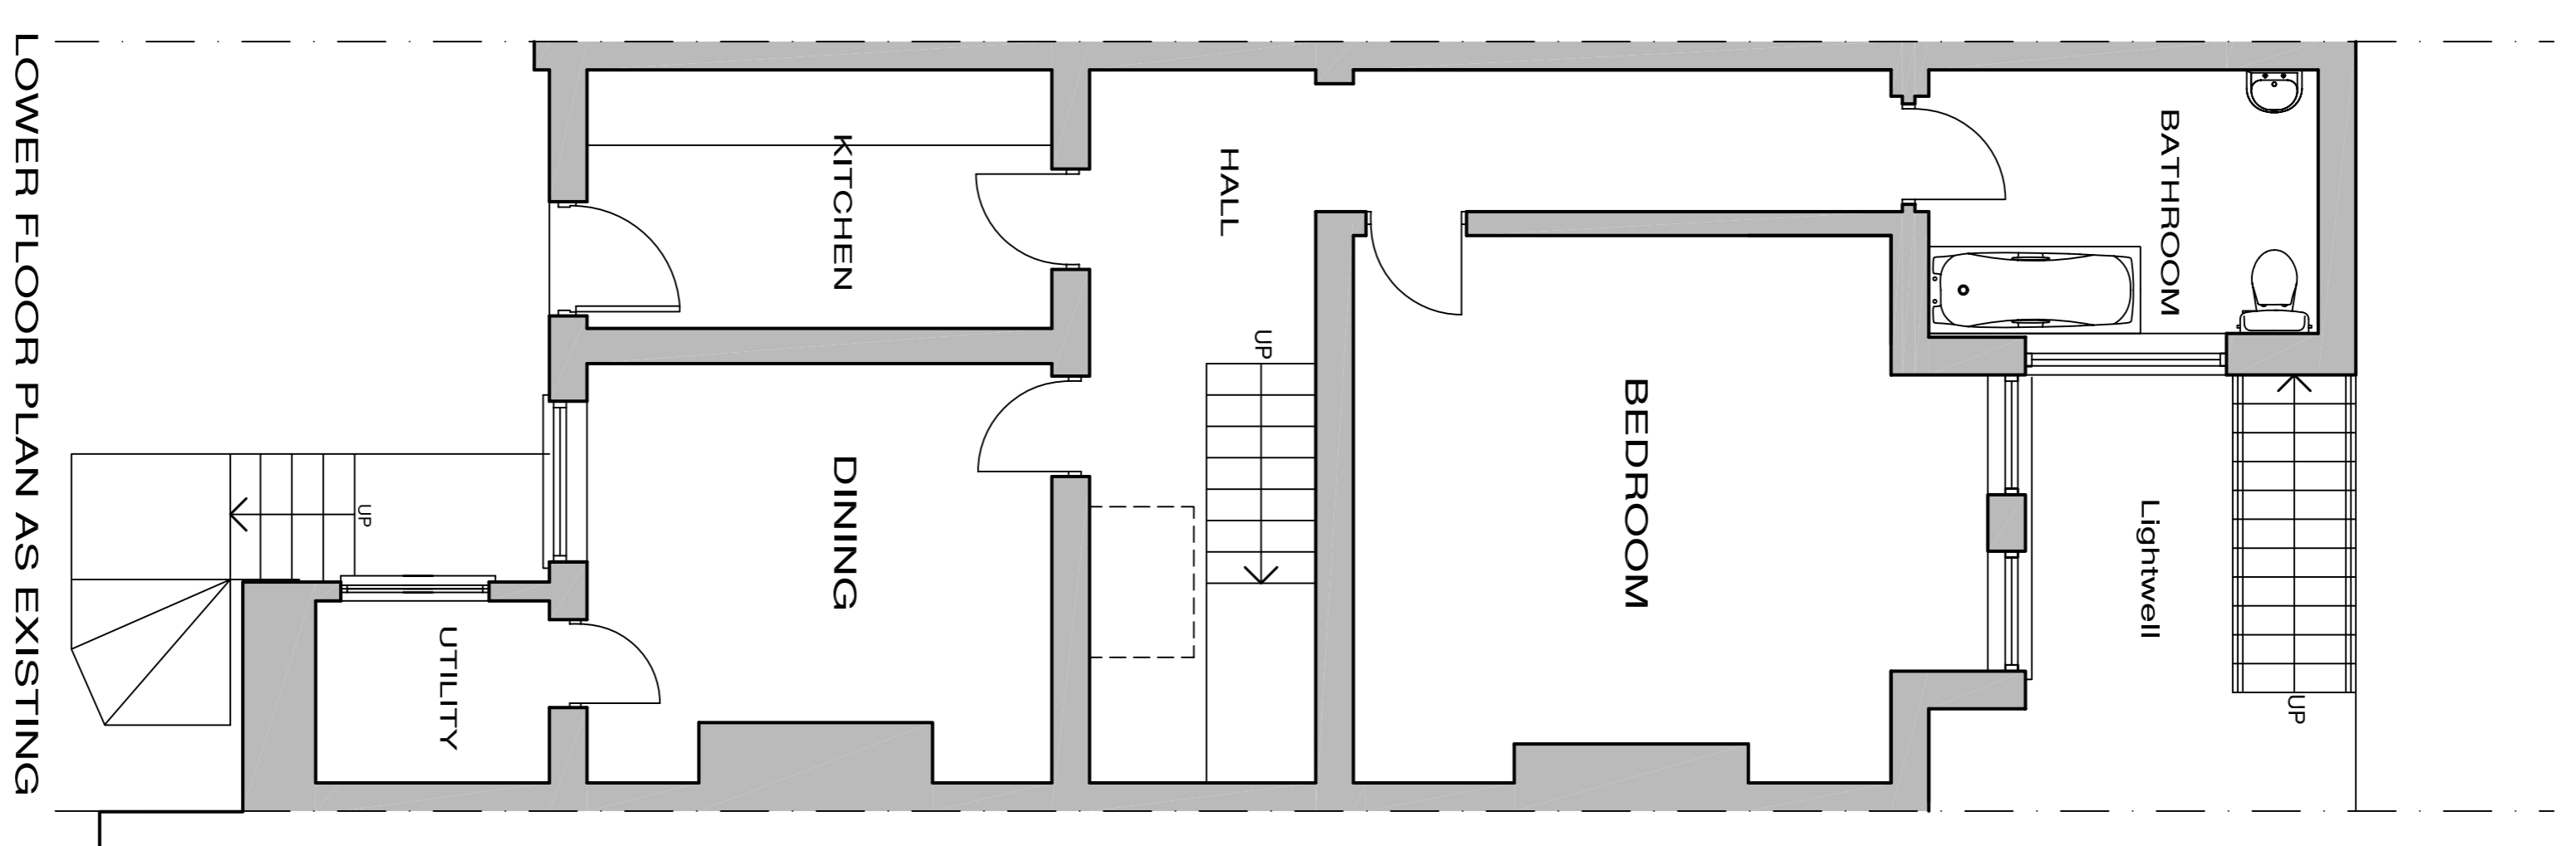 LOWER FLOOR PLAN AS EXISTING
KITCHEN
HALL
BATHROOM
UP
BEDROOM
DINING
Lightwell
UP
UTILITY
UP